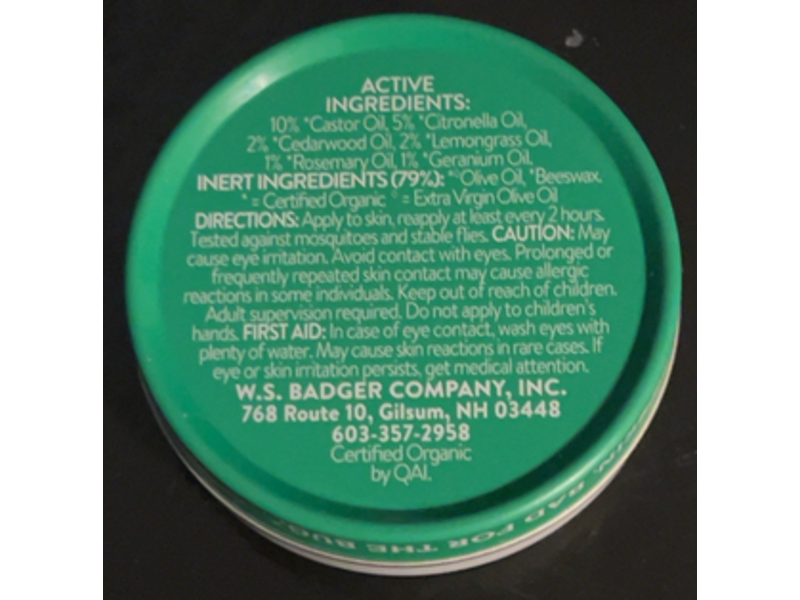 ACTIVE
INGREDIENTS:
10% *Castor Oil, 5% *Citronella Oil,
2% *Cedarwood Oil, 2% *Lemongrass Oil,
1% *Rosemary Oil, 1% *Geranium Oil.
INERT INGREDIENTS (79%): *◊Olive Oil, *Beeswax.
* = Certified Organic ◊ = Extra Virgin Olive Oil
DIRECTIONS: Apply to skin, reapply at least every 2 hours.
Tested against mosquitoes and stable flies. CAUTION: May
cause eye irritation. Avoid contact with eyes. Prolonged or
frequently repeated skin contact may cause allergic
reactions in some individuals. Keep out of reach of children.
Adult supervision required. Do not apply to children's
hands. FIRST AID: In case of eye contact, wash eyes with
plenty of water. May cause skin reactions in rare cases. If
eye or skin irritation persists, get medical attention.
W.S. BADGER COMPANY, INC.
768 Route 10, Gilsum, NH 03448
603-357-2958
Certified Organic
by QAI.
BAD FOR THE BUGS